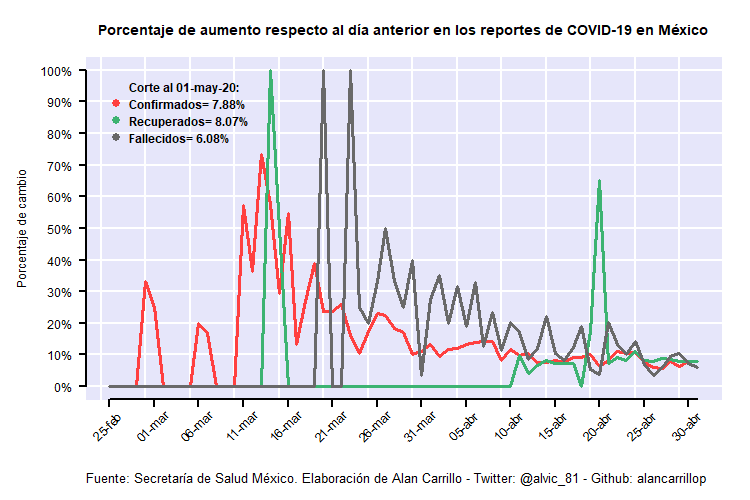 Porcentaje de aumento respecto al día anterior en los reportes de COVID-19 en México
Porcentaje de cambio
100%
90%
80%
70%
60%
50%
40%
30%
20%
10%
0%
Corte al 01-may-20:
Confirmados= 7.88%
Recuperados= 8.07%
Fallecidos= 6.08%
25-feb
01-mar
06-mar
11-mar
16-mar
21-mar
26-mar
31-mar
05-abr
10-abr
15-abr
20-abr
25-abr
30-abr
Fuente: Secretaría de Salud México. Elaboración de Alan Carrillo - Twitter: @alvic_81 - Github: alancarrillop